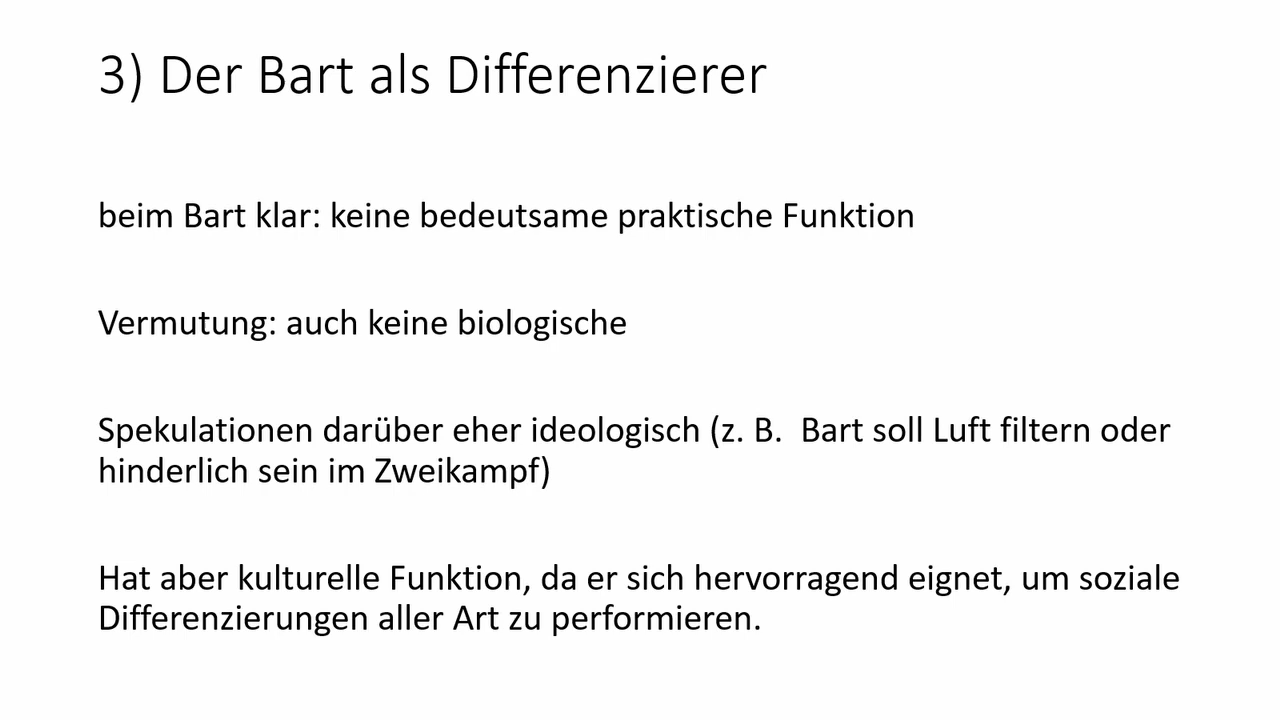 3) Der Bart als Differenzierer
beim Bart klar: keine bedeutsame praktische Funktion
Vermutung: auch keine biologische
Spekulationen darüber eher ideologisch (z. B.  Bart soll Luft filtern oder
hinderlich sein im Zweikampf)
Hat aber kulturelle Funktion, da er sich hervorragend eignet, um soziale
Differenzierungen aller Art zu performieren.